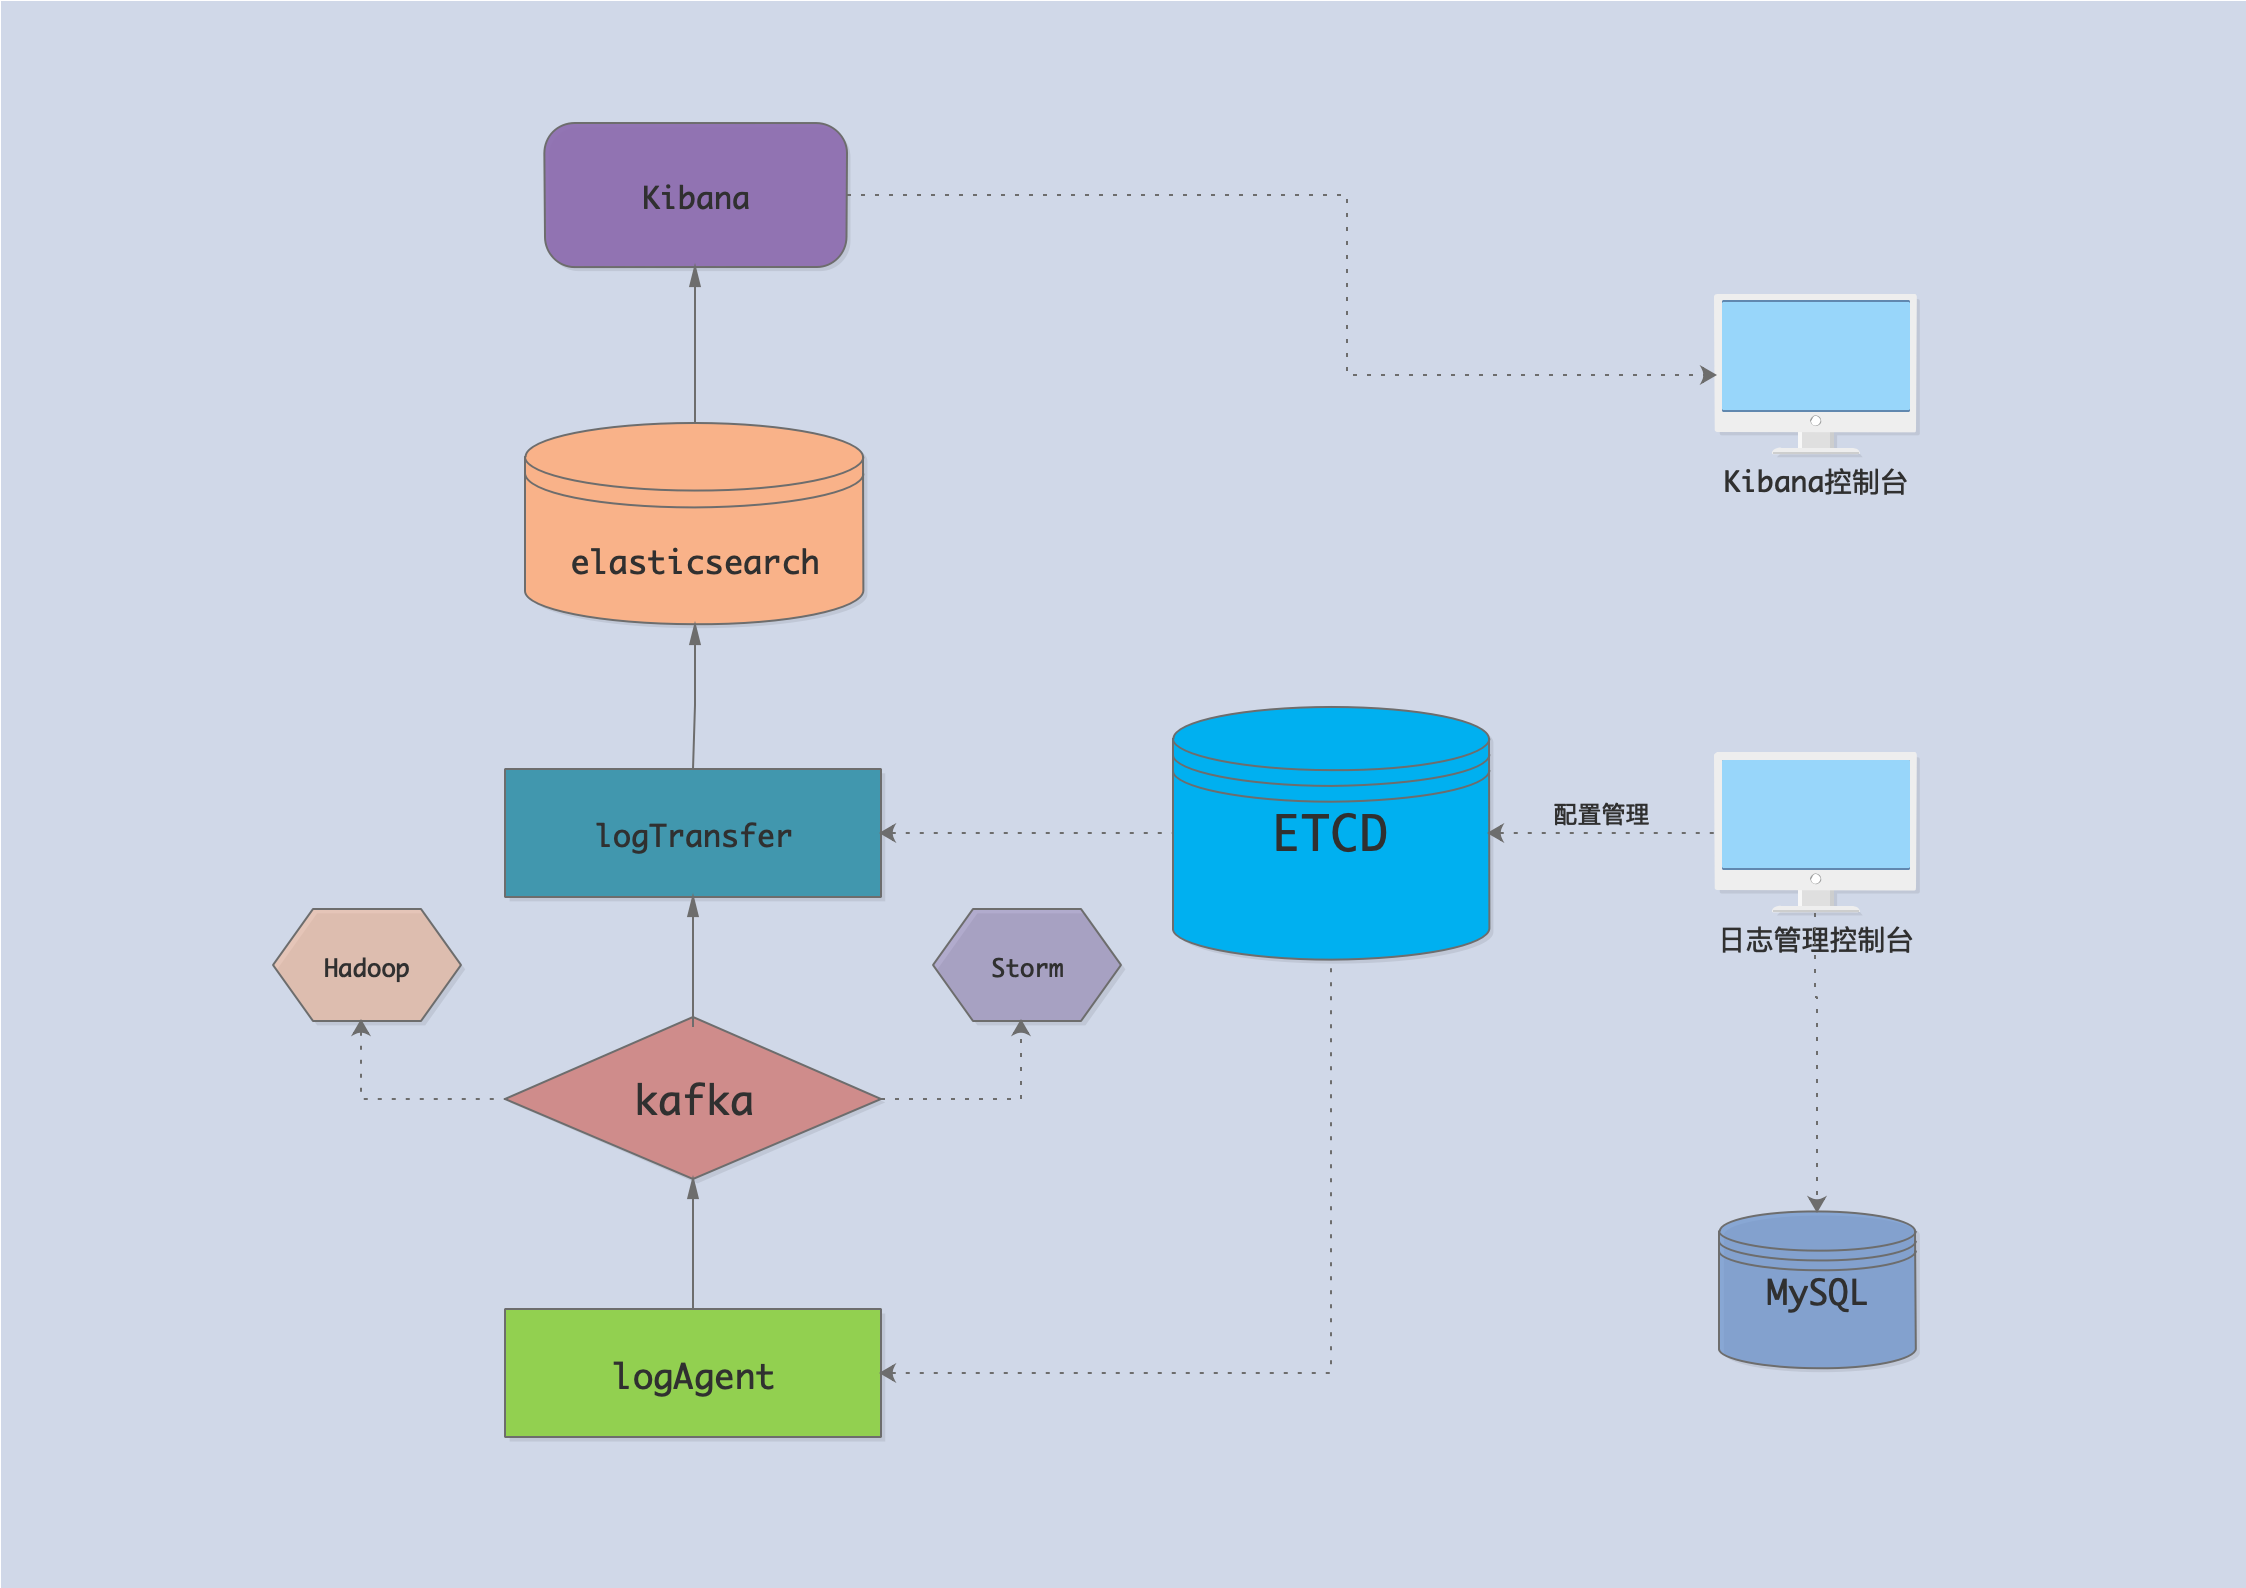 Kibana
Kibana控制台
elasticsearch
logTransfer
ETCD
配置管理
日志管理控制台
Hadoop
Storm
kafka
MySQL
logAgent